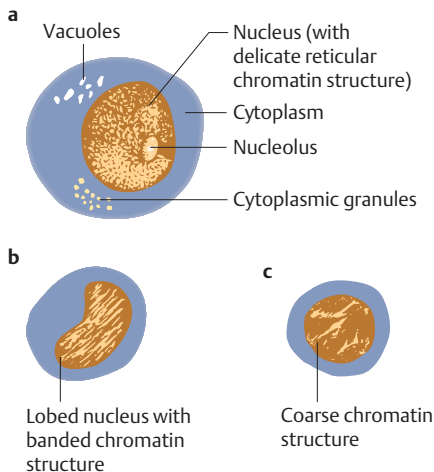 a
Vacuoles
Nucleus (with
delicate reticular
chromatin structure)
Cytoplasm
Nucleolus
Cytoplasmic granules
b
Lobed nucleus with
banded chromatin
structure
c
Coarse chromatin
structure